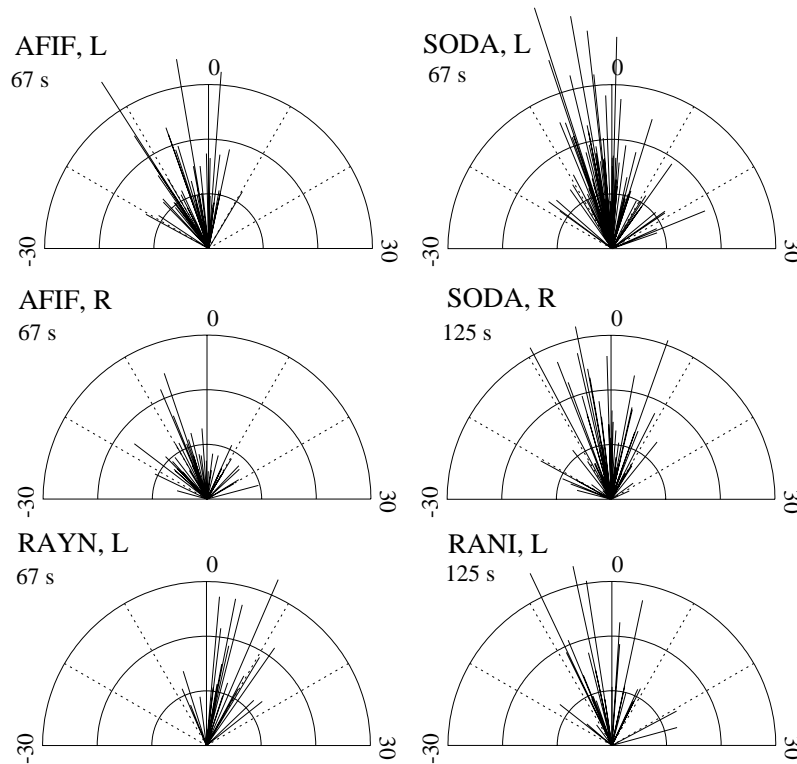 AFIF, L
67 s
0
-30
30
SODA, L
67 s
0
-30
30
AFIF, R
67 s
0
-30
30
SODA, R
125 s
0
-30
30
RAYN, L
67 s
0
-30
30
RANI, L
125 s
0
-30
30